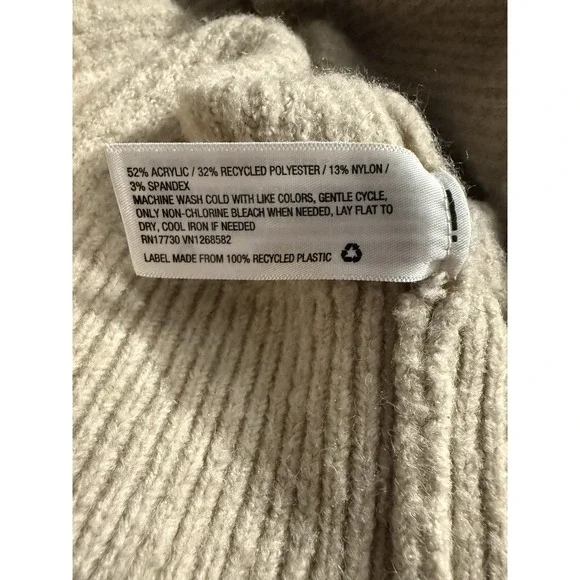 52% ACRYLIC / 32% RECYCLED POLYESTER / 13% NYLON /
3% SPANDEX
MACHINE WASH COLD WITH LIKE COLORS, GENTLE CYCLE,
ONLY NON-CHLORINE BLEACH WHEN NEEDED, LAY FLAT TO
DRY, COOL IRON IF NEEDED
RN17730 VN1268582
LABEL MADE FROM 100% RECYCLED PLASTIC